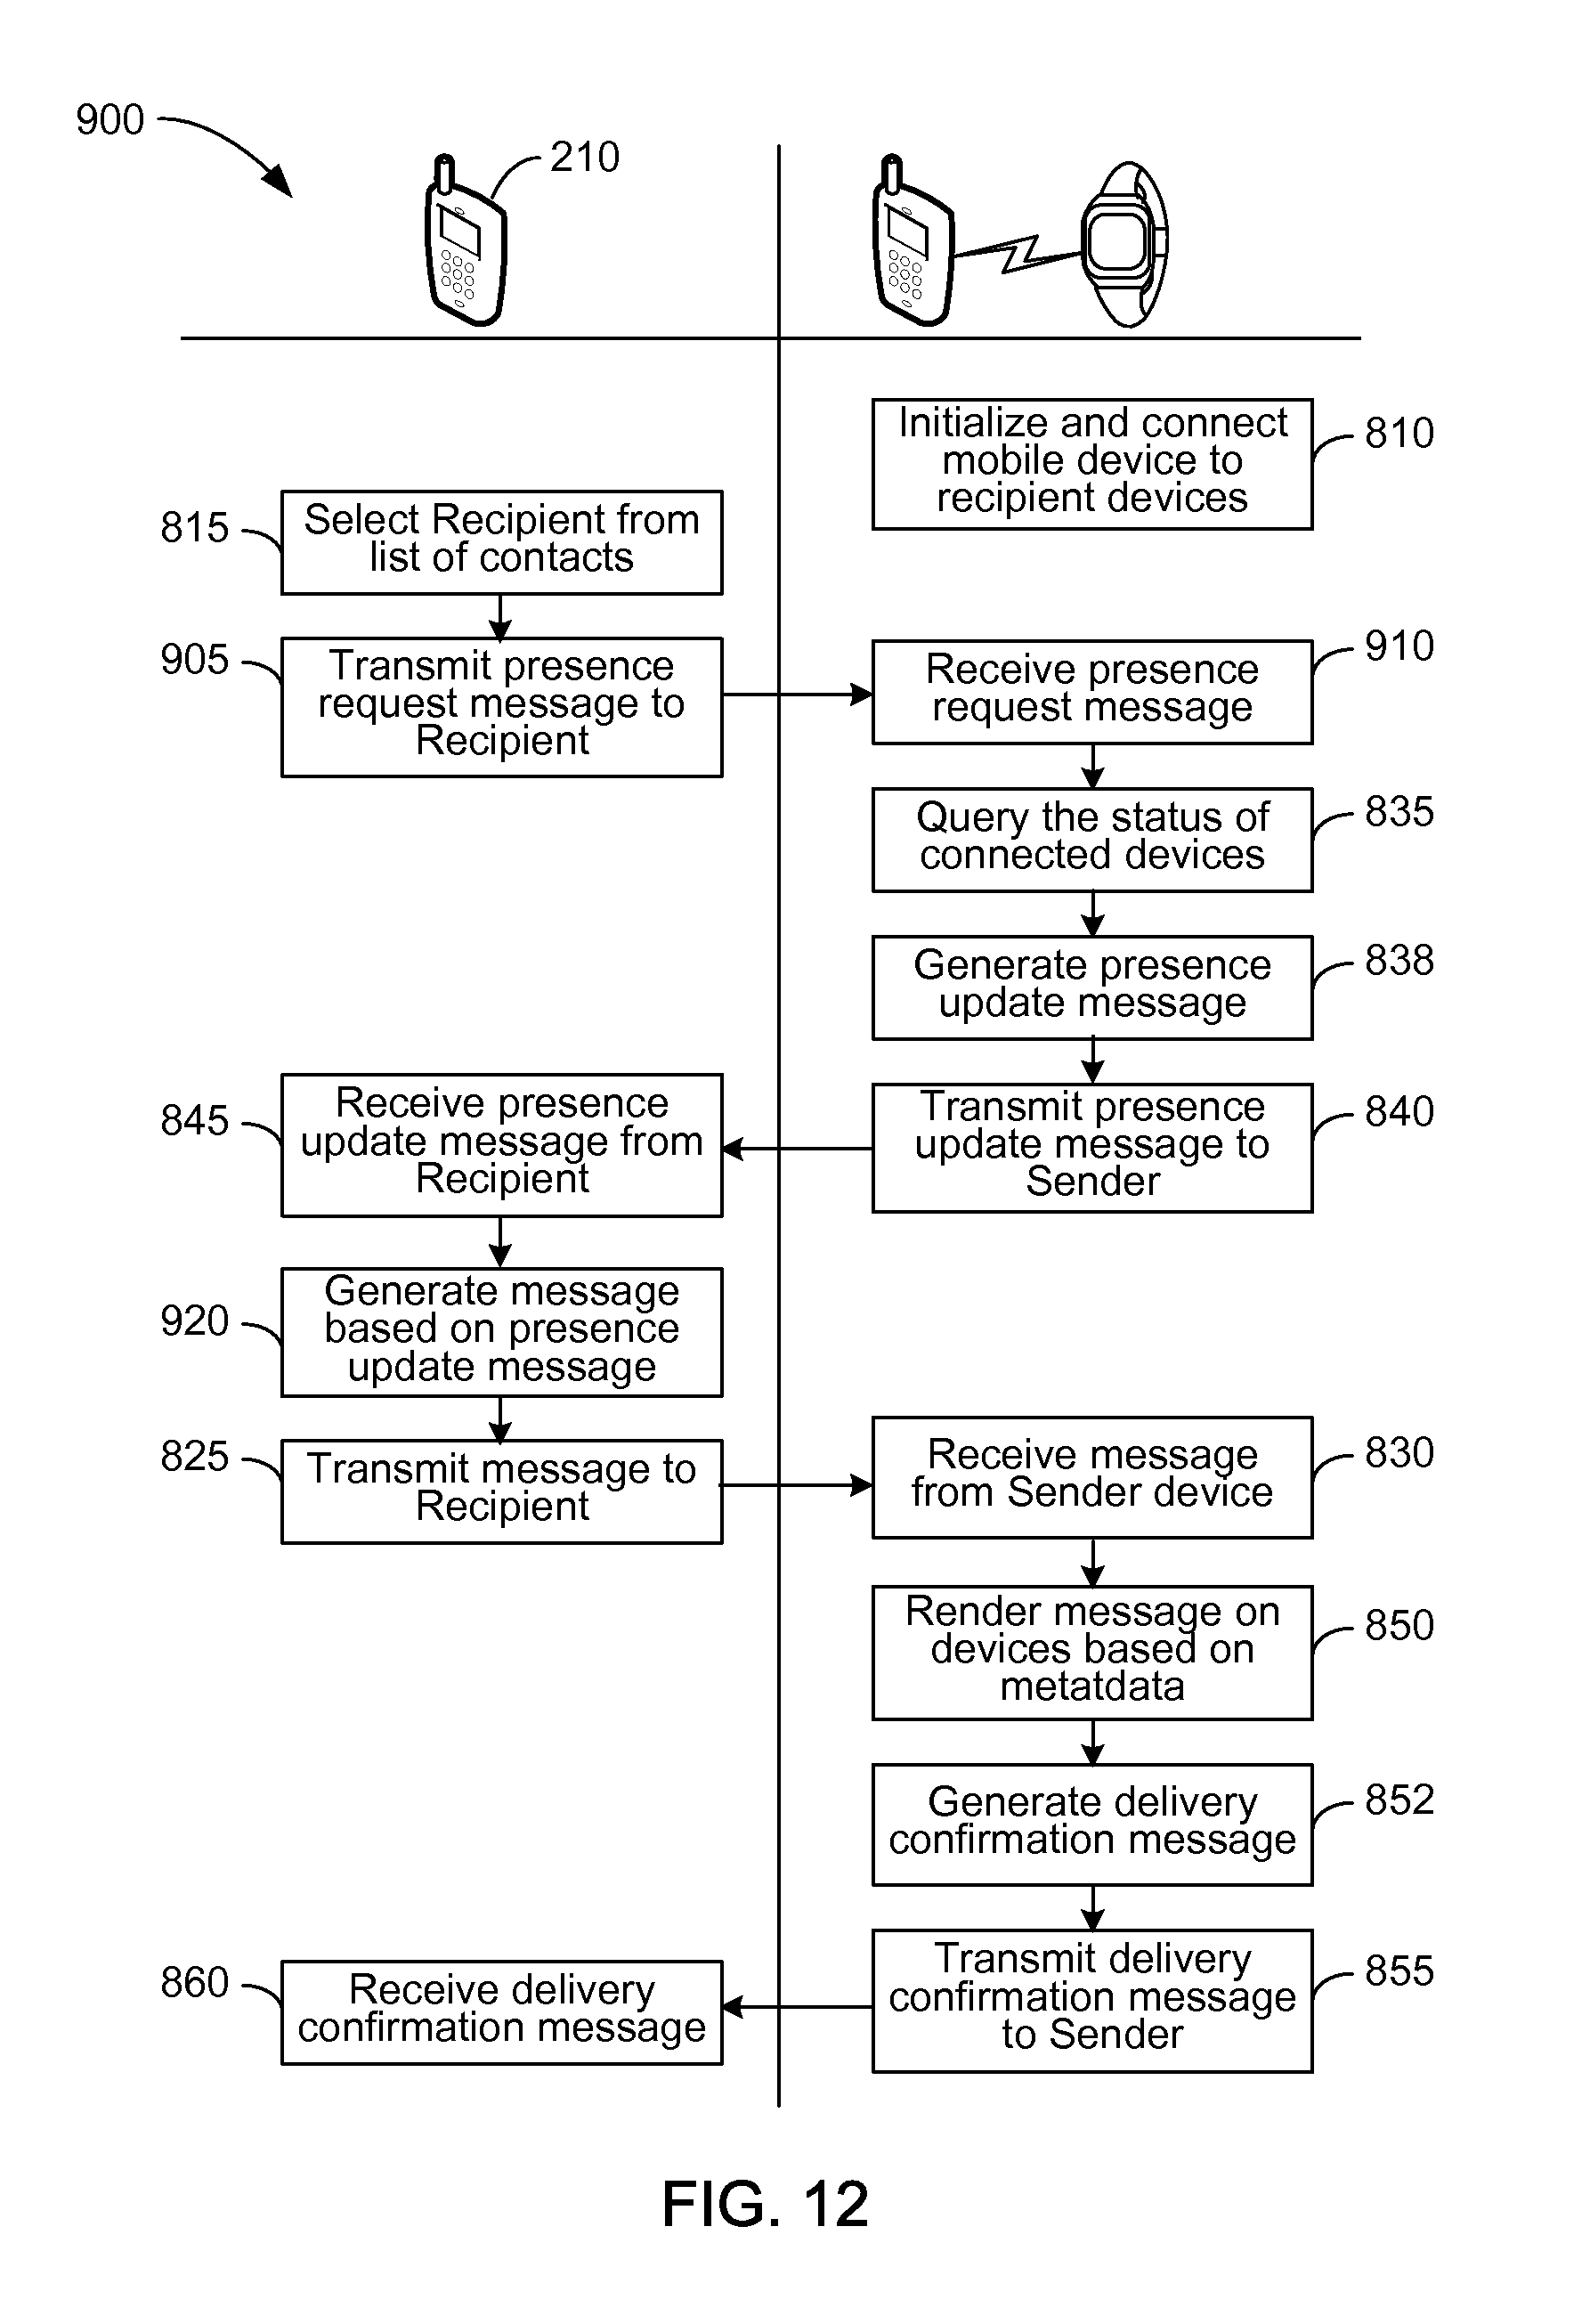 900
210
Initialize and connect
mobile device to
recipient devices
810
815
Select Recipient from
list of contacts
905
Transmit presence
request message to
Recipient
Receive presence
request message
910
Query the status of
connected devices
835
Generate presence
update message
838
845
Receive presence
update message from
Recipient
Transmit presence
update message to
Sender
840
920
Generate message
based on presence
update message
825
Transmit message to
Recipient
Receive message
from Sender device
830
Render message on
devices based on
metatdata
850
Generate delivery
confirmation message
852
860
Receive delivery
confirmation message
Transmit delivery
confirmation message
to Sender
855
FIG. 12